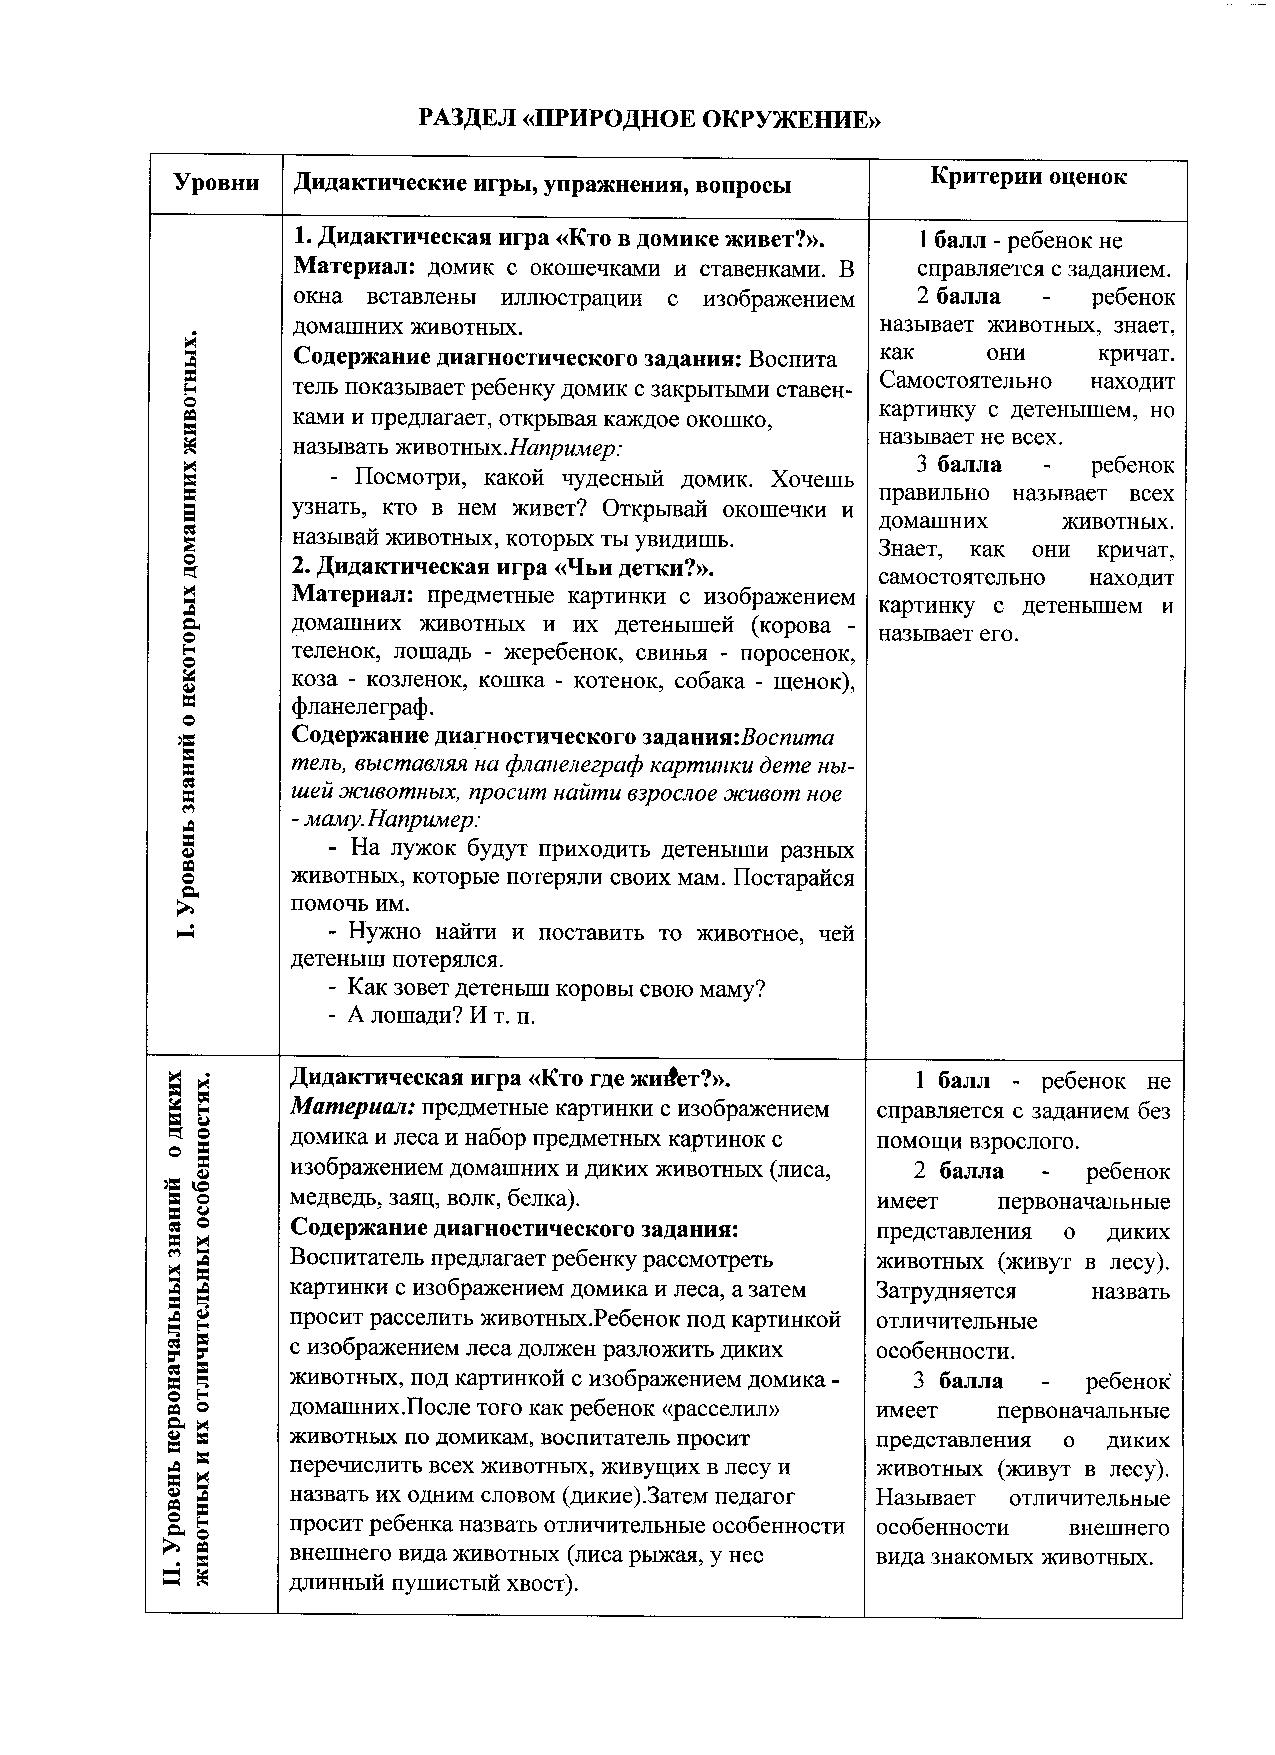 РАЗДЕЛ «ПРИРОДНОЕ ОКРУЖЕНИЕ»
Уровни
Дидактические игры, упражнения, вопросы
Критерии оценок
I. Уровень знаний о некоторых домашних животных.
1. Дидактическая игра «Кто в домике живет?».
Материал: домик с окошечками и ставенками. В
окна вставлены иллюстрации с изображением
домашних животных.
Содержание диагностического задания: Воспита
тель показывает ребенку домик с закрытыми ставен-
ками и предлагает, открывая каждое окошко,
называть животных.Например:
- Посмотри, какой чудесный домик. Хочешь
узнать, кто в нем живет? Открывай окошечки и
называй животных, которых ты увидишь.
2. Дидактическая игра «Чьи детки?».
Материал: предметные картинки с изображением
домашних животных и их детенышей (корова -
теленок, лошадь - жеребенок, свинья - поросенок,
коза - козленок, кошка - котенок, собака - щенок),
фланелеграф.
Содержание диагностического задания:Воспита
тель, выставляя на фланелеграф картинки дете ны-
шей животных, просит найти взрослое живот ное
- маму.Например:
- На лужок будут приходить детеныши разных
животных, которые потеряли своих мам. Постарайся
помочь им.
- Нужно найти и поставить то животное, чей
детеныш потерялся.
- Как зовет детеныш коровы свою маму?
- А лошади? И т. п.
1 балл - ребенок не
справляется с заданием.
2 балла - ребенок
называет животных, знает,
как они кричат.
Самостоятельно находит
картинку с детенышем, но
называет не всех.
3 балла - ребенок
правильно называет всех
домашних животных.
Знает, как они кричат,
самостоятельно находит
картинку с детенышем и
называет его.
II. Уровень первоначальных знаний о диких
животных и их отличительных особенностях.
Дидактическая игра «Кто где живет?».
Материал: предметные картинки с изображением
домика и леса и набор предметных картинок с
изображением домашних и диких животных (лиса,
медведь, заяц, волк, белка).
Содержание диагностического задания:
Воспитатель предлагает ребенку рассмотреть
картинки с изображением домика и леса, а затем
просит расселить животных.Ребенок под картинкой
с изображением леса должен разложить диких
животных, под картинкой с изображением домика -
домашних.После того как ребенок «расселил»
животных по домикам, воспитатель просит
перечислить всех животных, живущих в лесу и
назвать их одним словом (дикие).Затем педагог
просит ребенка назвать отличительные особенности
внешнего вида животных (лиса рыжая, у нее
длинный пушистый хвост).
1 балл - ребенок не
справляется с заданием без
помощи взрослого.
2 балла - ребенок
имеет первоначальные
представления о диких
животных (живут в лесу).
Затрудняется назвать
отличительные
особенности.
3 балла - ребенок
имеет первоначальные
представления о диких
животных (живут в лесу).
Называет отличительные
особенности внешнего
вида знакомых животных.